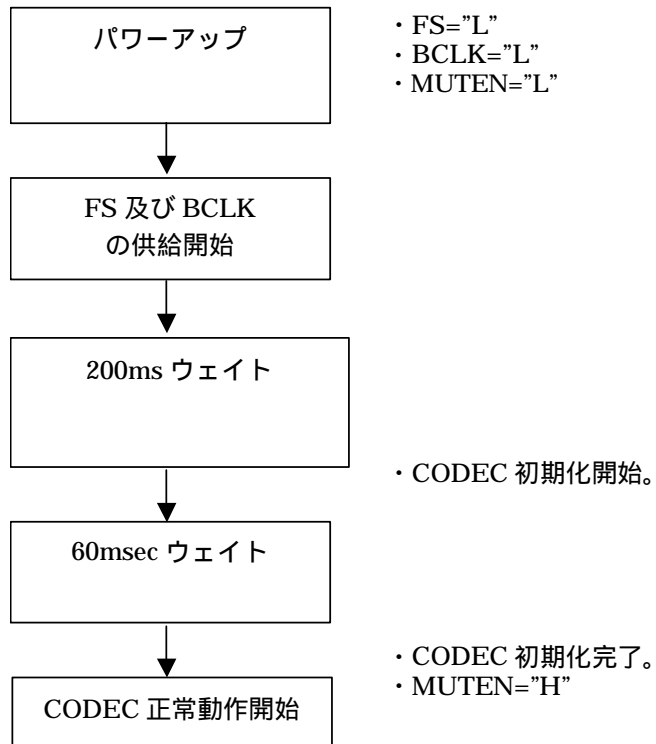 パワーアップ
・FS="L"
・BCLK="L"
・MUTEN="L"
FS 及び BCLK
の供給開始
200ms ウェイト
・CODEC 初期化開始。
60msec ウェイト
・CODEC 初期化完了。
・MUTEN="H"
CODEC 正常動作開始